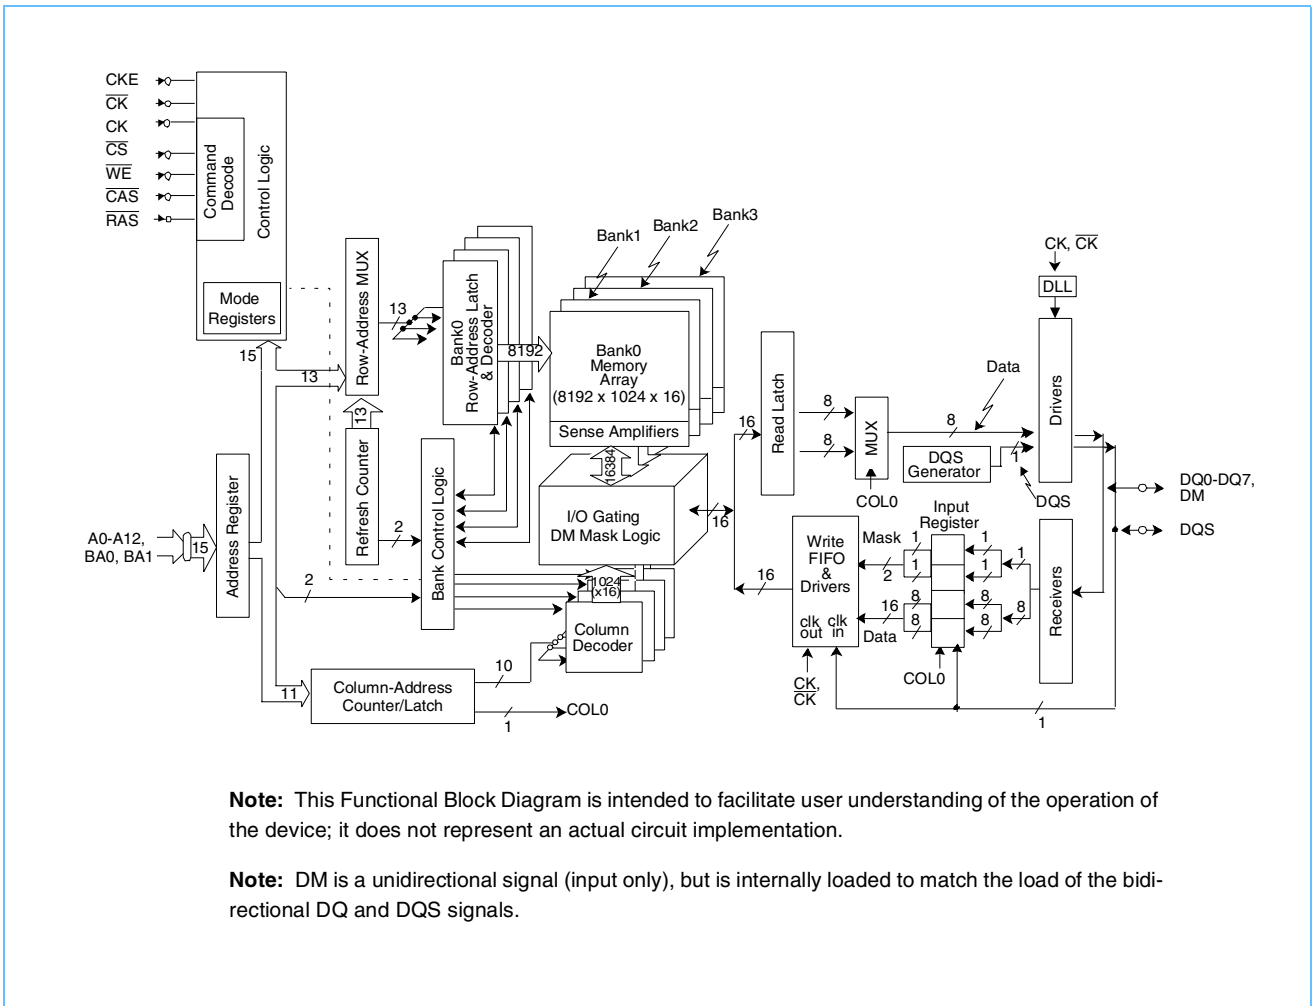 CKE
CK
CK
CS
WE
CAS
RAS
Command
Decode
Control Logic
Mode
Registers
15
13
Row-Address MUX
13
Refresh Counter
13
Bank0
Row-Address Latch
& Decoder
8192
Bank1
Bank2
Bank3
Bank0
Memory
Array
(8192 x 1024 x 16)
Sense Amplifiers
16384
I/O Gating
DM Mask Logic
16
Bank Control Logic
2
2
1024
(x16)
Column
Decoder
A0-A12,
BA0, BA1
15
Address Register
11
Column-Address
Counter/Latch
10
1
COL0
16
Read Latch
8
8
MUX
COL0
8
Data
DQS
Generator
1
DQS
CK, CK
DLL
Drivers
DQ0-DQ7,
DM
DQS
Input
Register
Write
FIFO
&
Drivers
clk
out
clk
in
Mask
2
16
Data
1
1
8
8
1
1
8
8
1
8
Receivers
16
CK,
CK
COL0
1
Note: This Functional Block Diagram is intended to facilitate user understanding of the operation of
the device; it does not represent an actual circuit implementation.
Note: DM is a unidirectional signal (input only), but is internally loaded to match the load of the bidi-
rectional DQ and DQS signals.